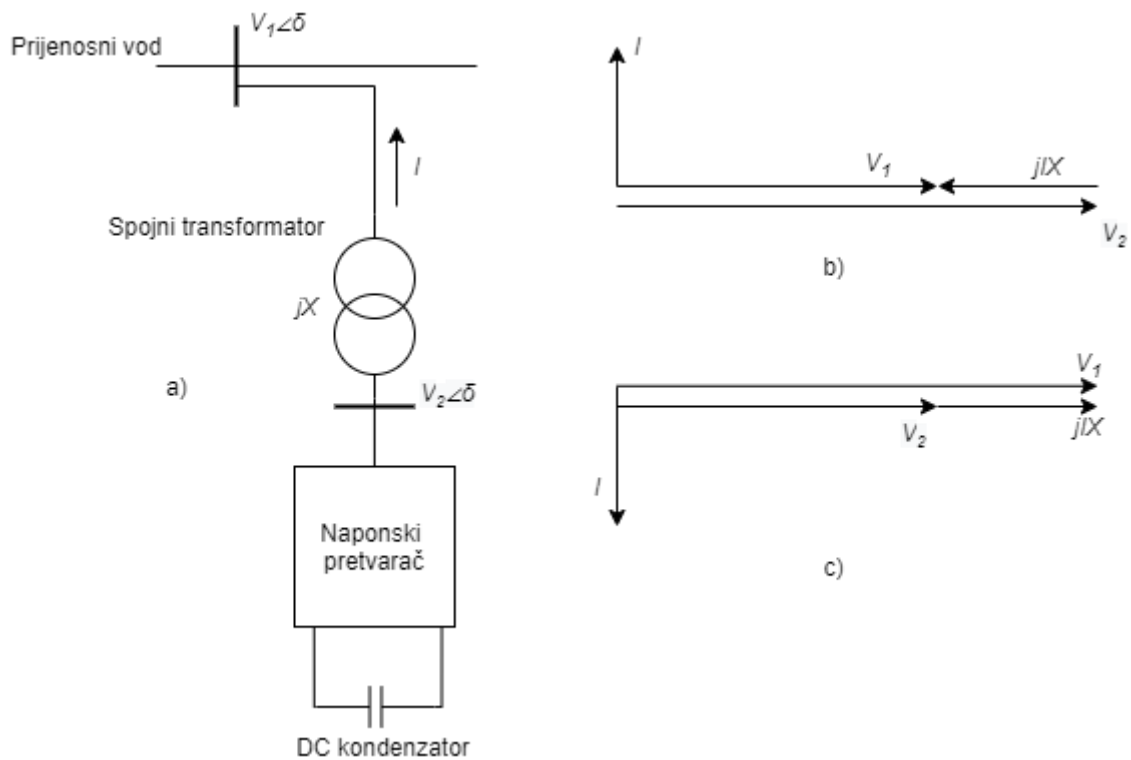 V₁∠δ
Prijenosni vod
I
Spojni transformator
jX
a)
V₂∠δ
Naponski
pretvarač
DC kondenzator
I
V₁
jIX
V₂
b)
V₁
V₂
jIX
I
c)